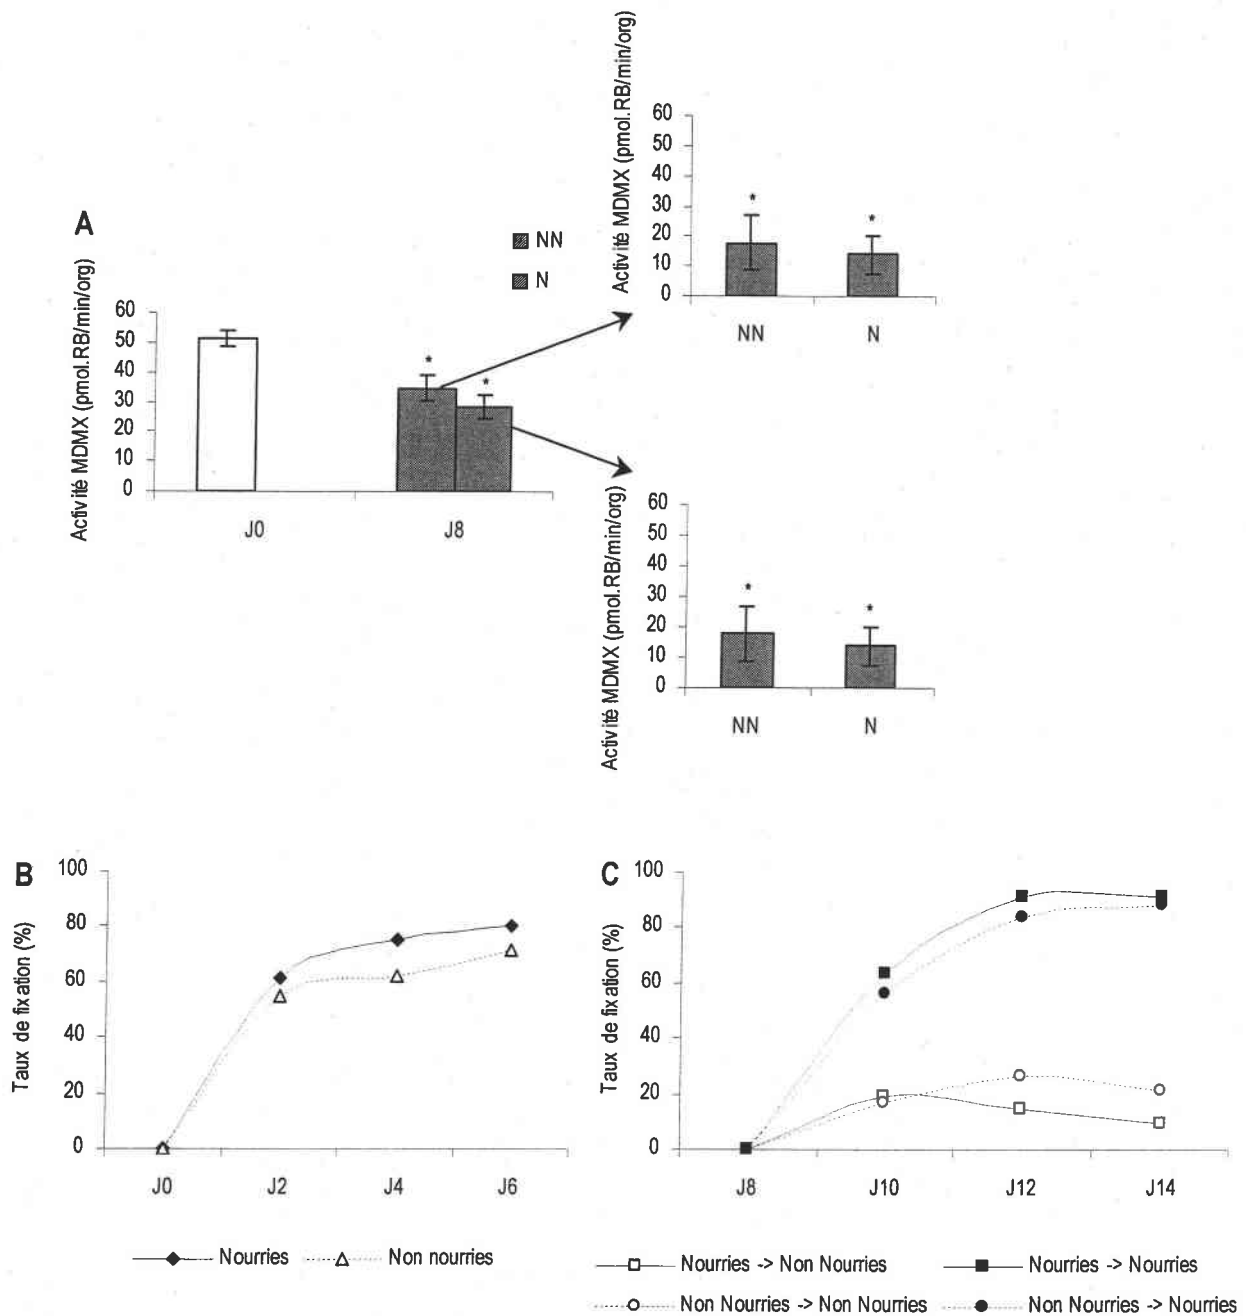 A
NN
N
Activité MDMX (pmol.RB/min/org)
60
50
40
30
20
10
0
*
*
J0
J8
Activité MDMX (pmol.RB/min/org)
60
50
40
30
20
10
0
*
*
NN
N
Activité MDMX (pmol.RB/min/org)
60
50
40
30
20
10
0
*
*
NN
N
B
Taux de fixation (%)
100
80
60
40
20
0
J0
J2
J4
J6
Nourries
Non nourries
C
Taux de fixation (%)
100
80
60
40
20
0
J8
J10
J12
J14
Nourries -> Non Nourries
Nourries -> Nourries
Non Nourries -> Non Nourries
Non Nourries -> Nourries